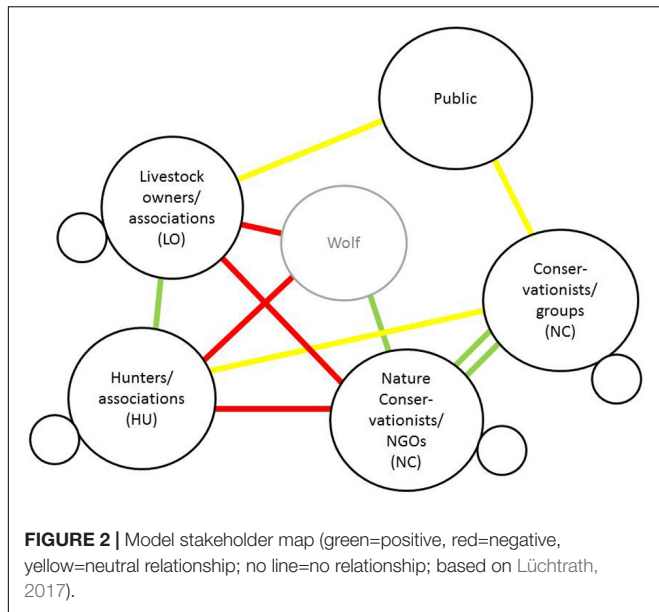 Public
Livestock
owners/
associations
(LO)
Wolf
Conser-
vationists/
groups
(NC)
Hunters/
associations
(HU)
Nature
Conser-
vationists/
NGOs
(NC)
FIGURE 2 | Model stakeholder map (green=positive, red=negative,
yellow=neutral relationship; no line=no relationship; based on Lüchtrath,
2017).